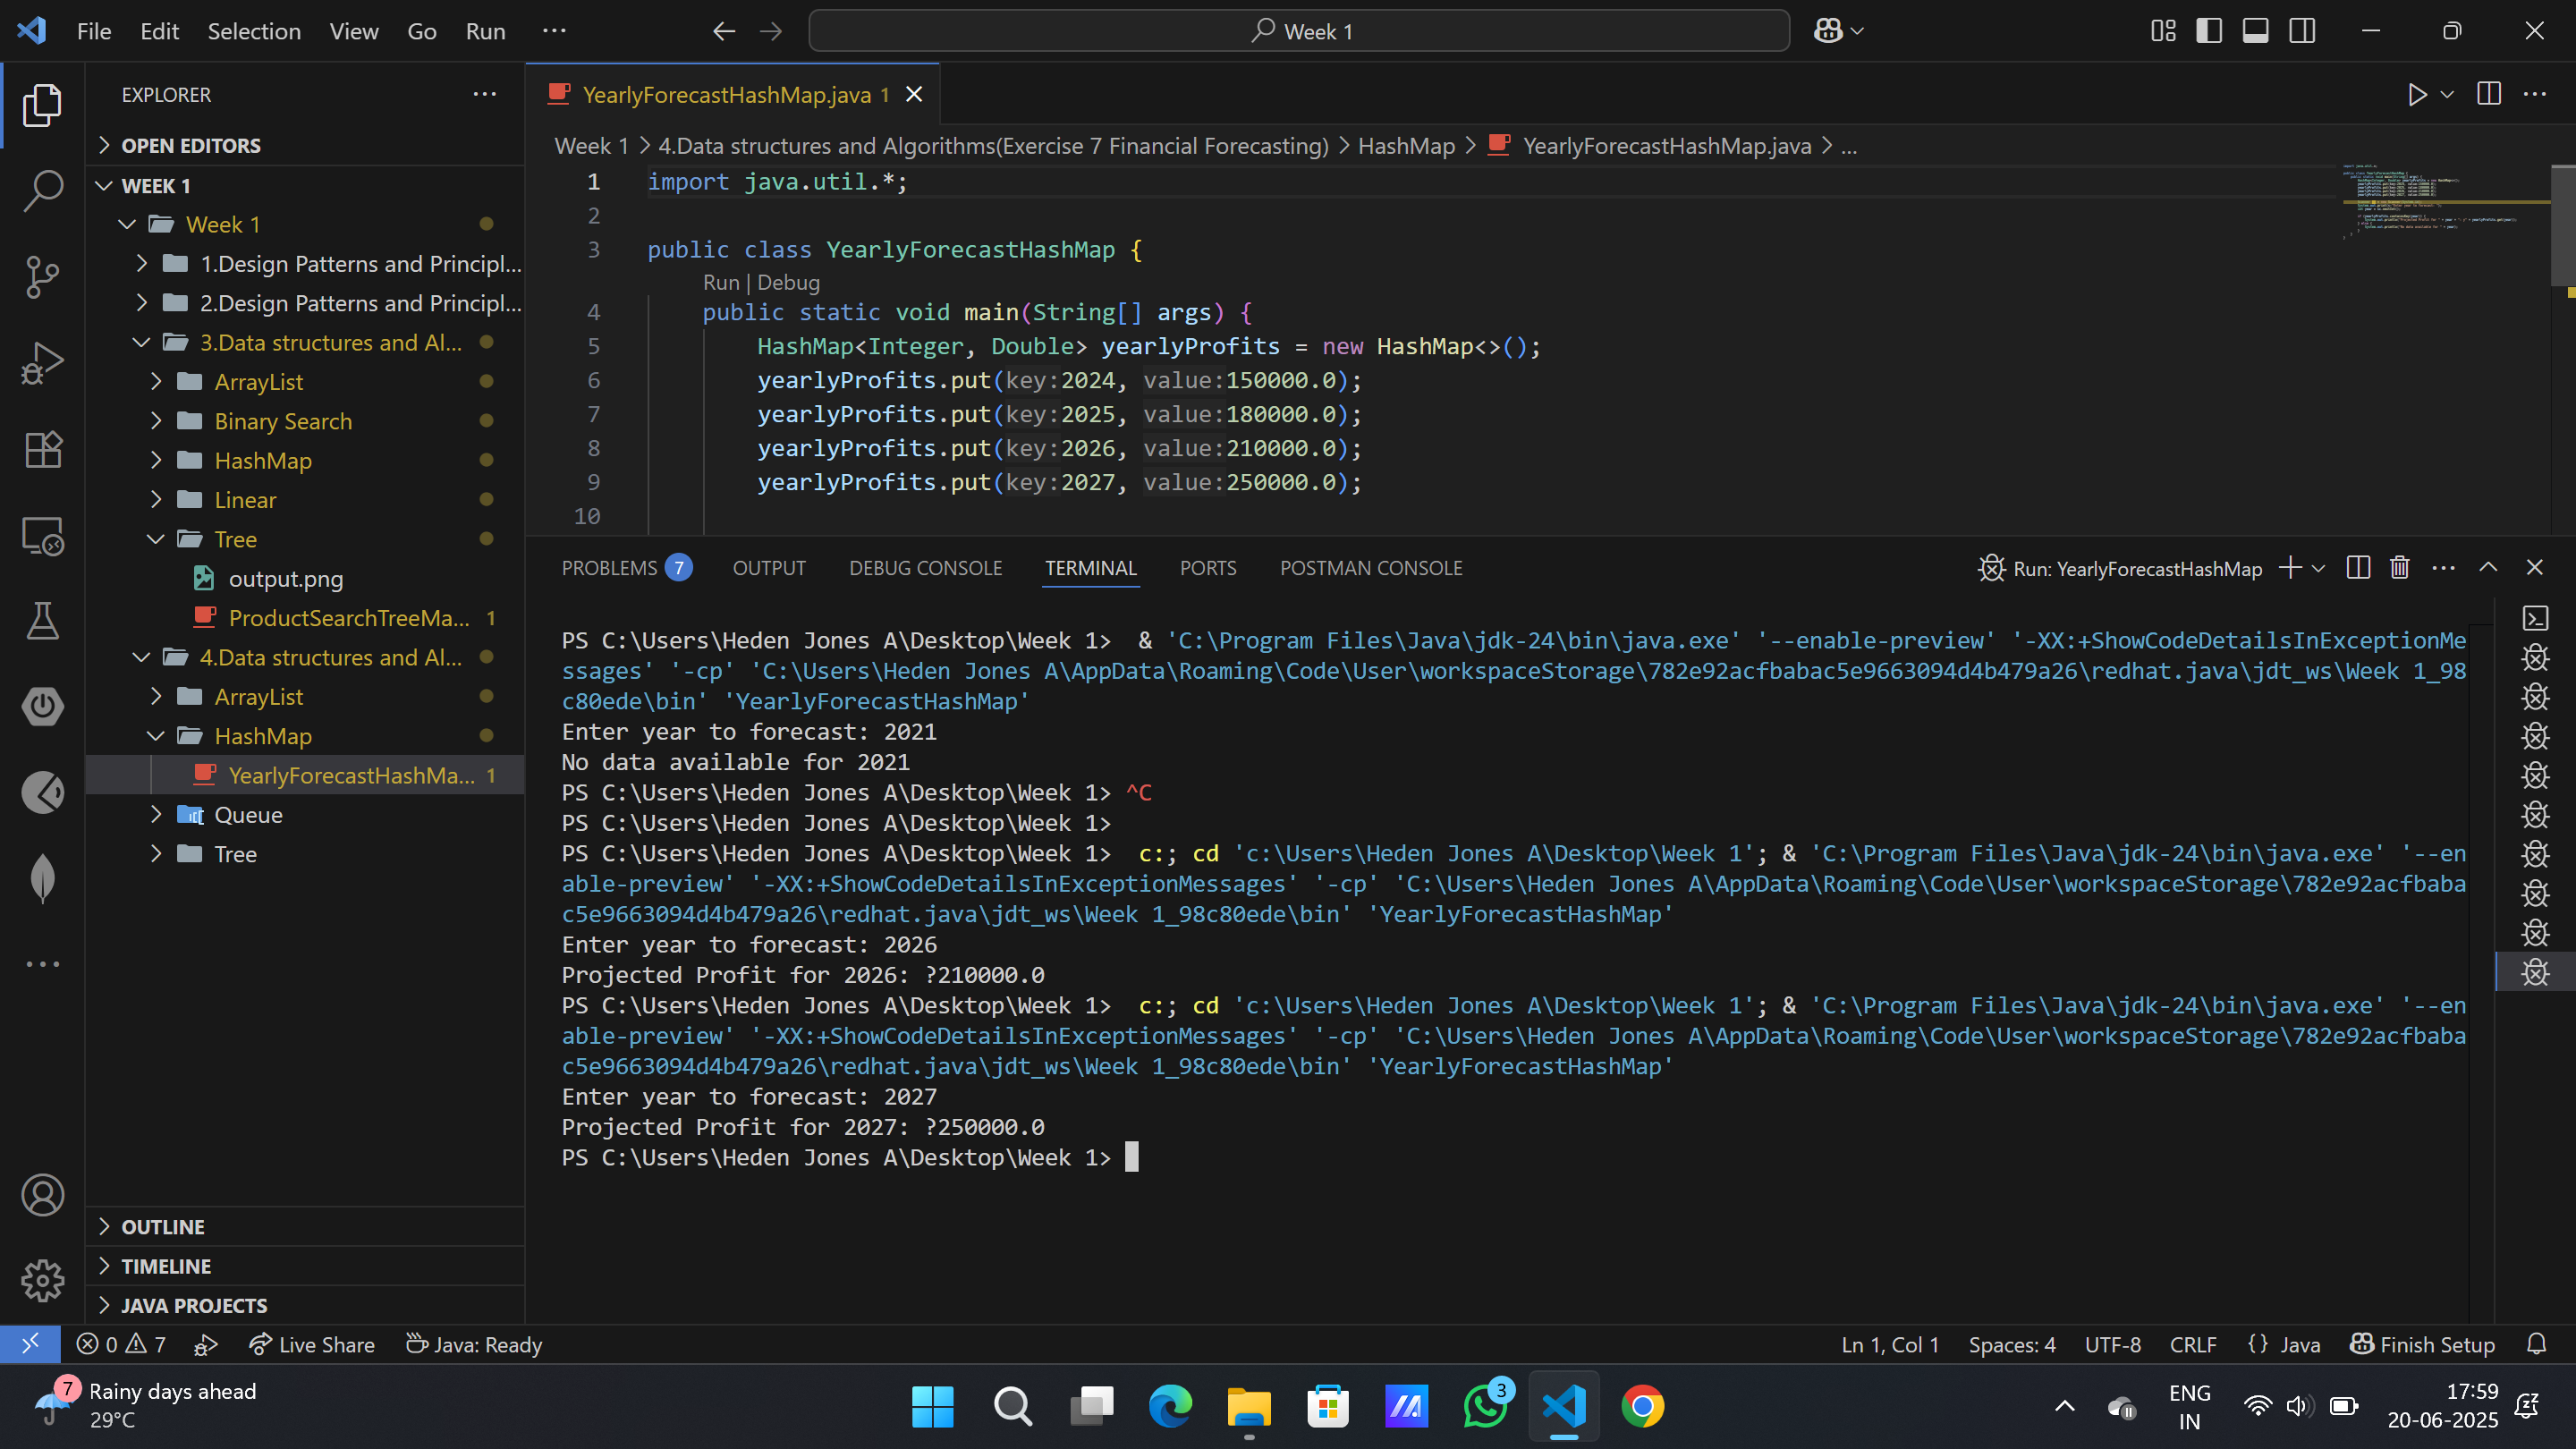 File Edit Selection View Go Run ··· Week 1
EXPLORER
OPEN EDITORS
WEEK 1
Week 1
1.Design Patterns and Principl...
2.Design Patterns and Principl...
3.Data structures and Al...
ArrayList
Binary Search
HashMap
Linear
Tree
output.png
ProductSearchTreeMa... 1
4.Data structures and Al...
ArrayList
HashMap
YearlyForecastHashMa... 1
Queue
Tree
OUTLINE
TIMELINE
JAVA PROJECTS
YearlyForecastHashMap.java 1
Week 1 > 4.Data structures and Algorithms(Exercise 7 Financial Forecasting) > HashMap > YearlyForecastHashMap.java > ...
1 import java.util.*;
2
3 public class YearlyForecastHashMap {
Run | Debug
4 public static void main(String[] args) {
5 HashMap<Integer, Double> yearlyProfits = new HashMap<>();
6 yearlyProfits.put(key:2024, value:150000.0);
7 yearlyProfits.put(key:2025, value:180000.0);
8 yearlyProfits.put(key:2026, value:210000.0);
9 yearlyProfits.put(key:2027, value:250000.0);
10
PROBLEMS 7 OUTPUT DEBUG CONSOLE TERMINAL PORTS POSTMAN CONSOLE Run: YearlyForecastHashMap
PS C:\Users\Heden Jones A\Desktop\Week 1>  & 'C:\Program Files\Java\jdk-24\bin\java.exe' '--enable-preview' '-XX:+ShowCodeDetailsInExceptionMe
ssages' '-cp' 'C:\Users\Heden Jones A\AppData\Roaming\Code\User\workspaceStorage\782e92acfbabac5e9663094d4b479a26\redhat.java\jdt_ws\Week 1_98
c80ede\bin' 'YearlyForecastHashMap'
Enter year to forecast: 2021
No data available for 2021
PS C:\Users\Heden Jones A\Desktop\Week 1> ^C
PS C:\Users\Heden Jones A\Desktop\Week 1>
PS C:\Users\Heden Jones A\Desktop\Week 1>  c:; cd 'c:\Users\Heden Jones A\Desktop\Week 1'; & 'C:\Program Files\Java\jdk-24\bin\java.exe' '--en
able-preview' '-XX:+ShowCodeDetailsInExceptionMessages' '-cp' 'C:\Users\Heden Jones A\AppData\Roaming\Code\User\workspaceStorage\782e92acfbaba
c5e9663094d4b479a26\redhat.java\jdt_ws\Week 1_98c80ede\bin' 'YearlyForecastHashMap'
Enter year to forecast: 2026
Projected Profit for 2026: ?210000.0
PS C:\Users\Heden Jones A\Desktop\Week 1>  c:; cd 'c:\Users\Heden Jones A\Desktop\Week 1'; & 'C:\Program Files\Java\jdk-24\bin\java.exe' '--en
able-preview' '-XX:+ShowCodeDetailsInExceptionMessages' '-cp' 'C:\Users\Heden Jones A\AppData\Roaming\Code\User\workspaceStorage\782e92acfbaba
c5e9663094d4b479a26\redhat.java\jdt_ws\Week 1_98c80ede\bin' 'YearlyForecastHashMap'
Enter year to forecast: 2027
Projected Profit for 2027: ?250000.0
PS C:\Users\Heden Jones A\Desktop\Week 1>
0 7 Live Share Java: Ready Ln 1, Col 1 Spaces: 4 UTF-8 CRLF {} Java Finish Setup
7 Rainy days ahead
29°C
3
ENG
IN
17:59
20-06-2025